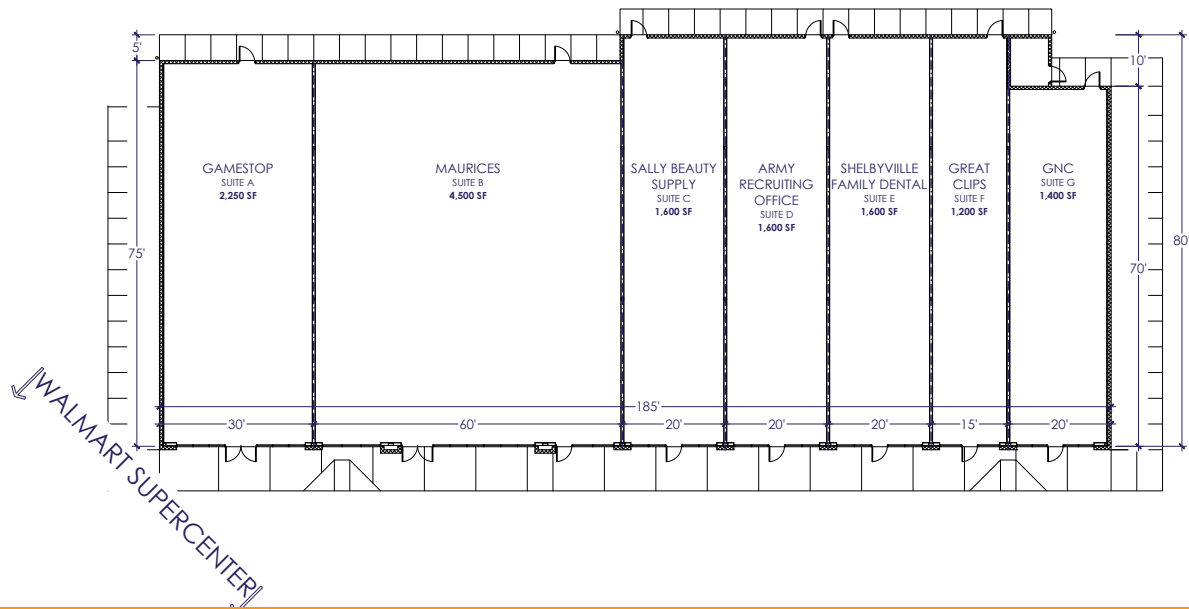 5'
10'
GAMESTOP
SUITE A
2,250 SF
MAURICES
SUITE B
4,500 SF
SALLY BEAUTY
SUPPLY
SUITE C
1,600 SF
ARMY
RECRUITING
OFFICE
SUITE D
1,600 SF
SHELBYVILLE
FAMILY DENTAL
SUITE E
1,600 SF
GREAT
CLIPS
SUITE F
1,200 SF
GNC
SUITE G
1,400 SF
75'
70'
80'
185'
30'
60'
20'
20'
20'
15'
20'
WALMART SUPERCENTER